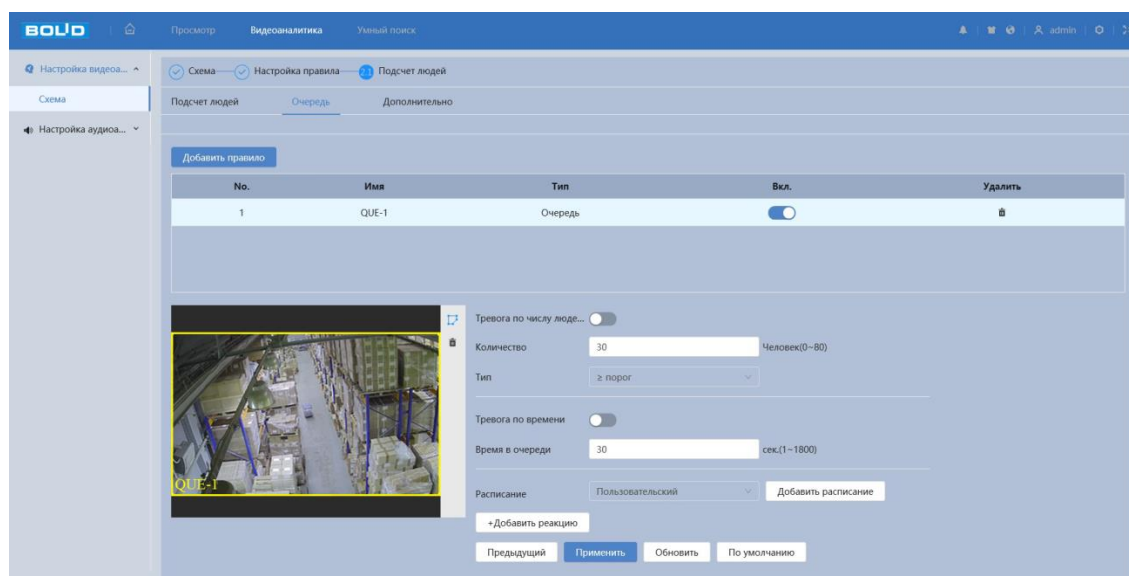 BOLID Просмотр Видеоаналитика Умный поиск admin
Настройка видеоа...
Схема
Настройка аудиоа...
Схема Настройка правила 2.1 Подсчет людей
Подсчет людей Очередь Дополнительно
Добавить правило
No. Имя Тип Вкл. Удалить
1 QUE-1 Очередь
Тревога по числу люде...
Количество 30 Человек(0~80)
Тип ≥ порог
Тревога по времени
Время в очереди 30 сек.(1~1800)
QUE-1
Расписание Пользовательский Добавить расписание
+Добавить реакцию
Предыдущий Применить Обновить По умолчанию